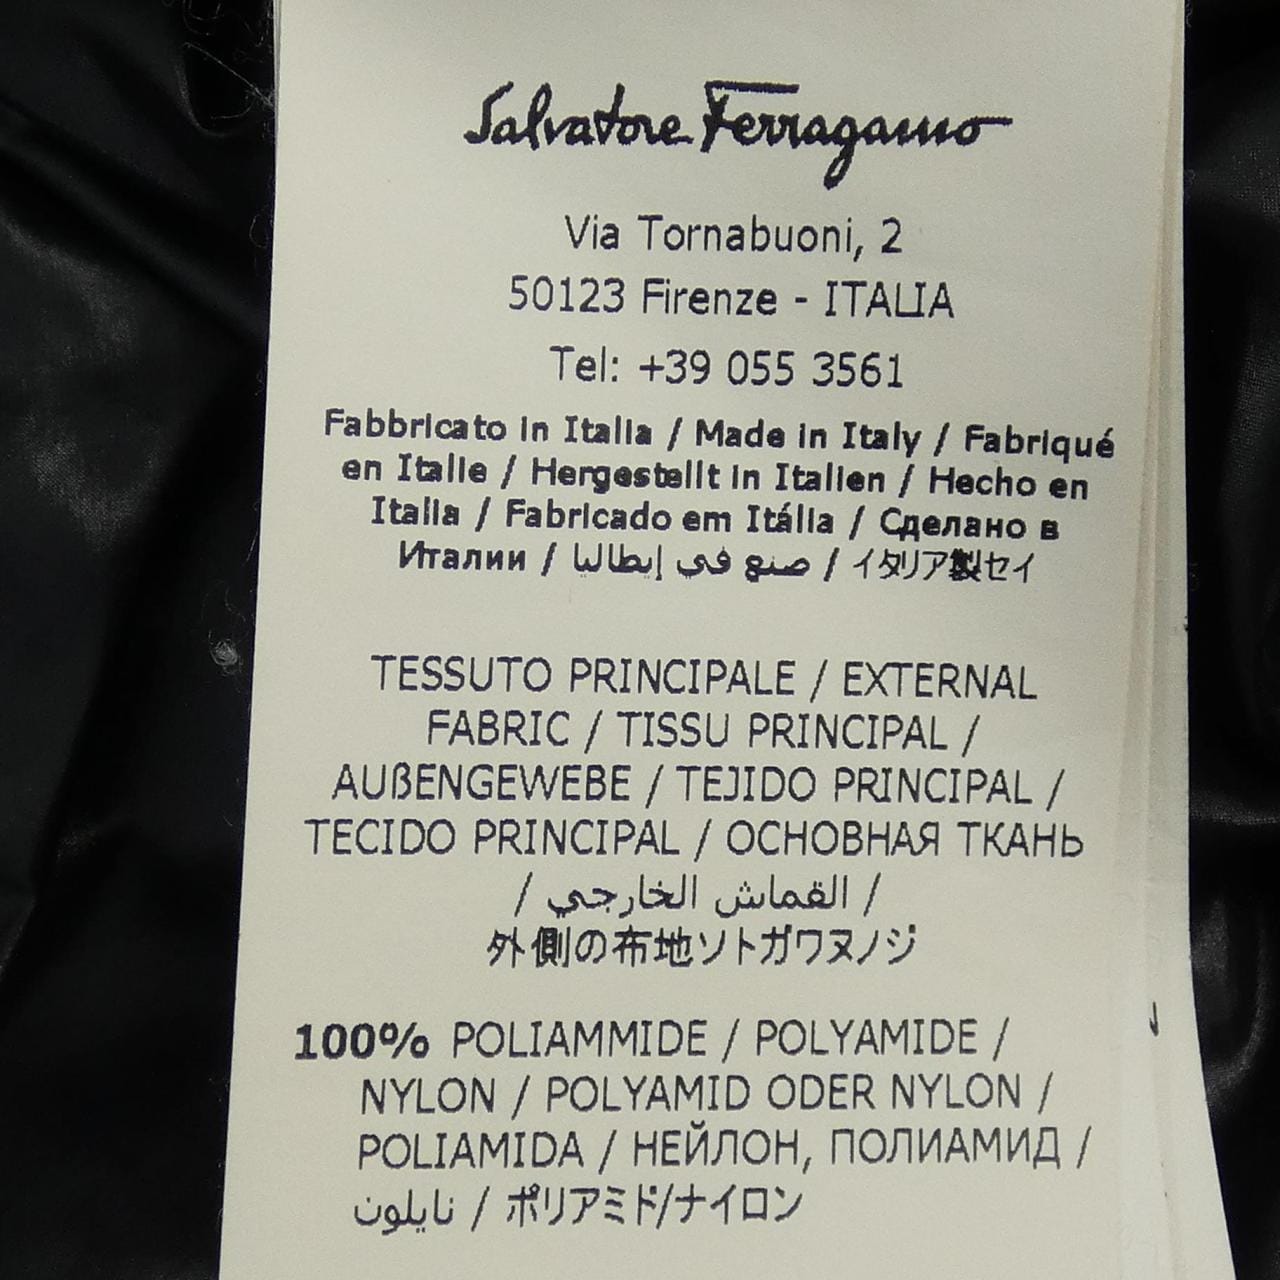 Salvatore Ferragamo
Via Tornabuoni, 2
50123 Firenze - ITALIA
Tel: +39 055 3561
Fabbricato in Italia / Made in Italy / Fabriqué
en Italie / Hergestellt in Italien / Hecho en
Italia / Fabricado em Itália / Сделано в
Италии / صنع في إيطاليا / イタリア製セイ
TESSUTO PRINCIPALE / EXTERNAL
FABRIC / TISSU PRINCIPAL /
AUßENGEWEBE / TEJIDO PRINCIPAL /
TECIDO PRINCIPAL / ОСНОВНАЯ ТКАНЬ
/ القماش الخارجي /
外側の布地ソトガワヌノジ
100% POLIAMMIDE / POLYAMIDE /
NYLON / POLYAMID ODER NYLON /
POLIAMIDA / НЕЙЛОН, ПОЛИАМИД /
نايلون / ポリアミド/ナイロン